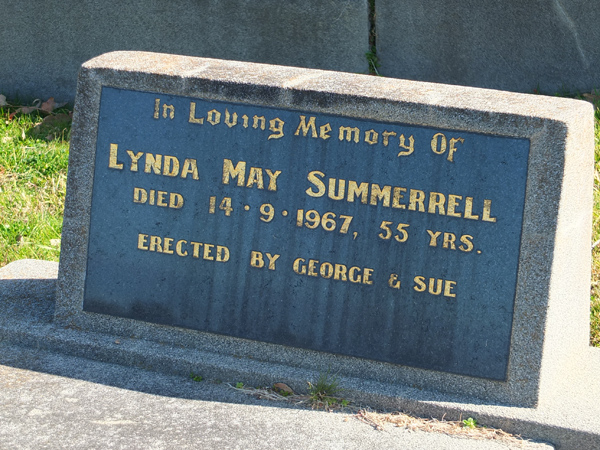 In Loving Memory Of
LYNDA MAY SUMMERRELL
DIED 14 · 9 · 1967, 55 YRS.
ERECTED BY GEORGE & SUE